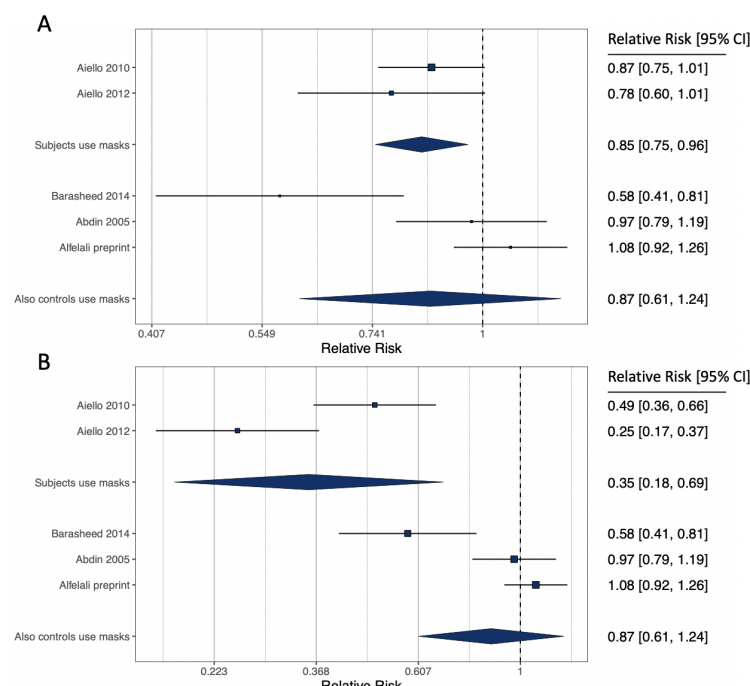 A
Relative Risk [95% CI]
Aiello 2010 0.87 [0.75, 1.01]
Aiello 2012 0.78 [0.60, 1.01]
Subjects use masks 0.85 [0.75, 0.96]
Barasheed 2014 0.58 [0.41, 0.81]
Abdin 2005 0.97 [0.79, 1.19]
Alfelali preprint 1.08 [0.92, 1.26]
Also controls use masks 0.87 [0.61, 1.24]
0.407 0.549 0.741 1
Relative Risk
B
Relative Risk [95% CI]
Aiello 2010 0.49 [0.36, 0.66]
Aiello 2012 0.25 [0.17, 0.37]
Subjects use masks 0.35 [0.18, 0.69]
Barasheed 2014 0.58 [0.41, 0.81]
Abdin 2005 0.97 [0.79, 1.19]
Alfelali preprint 1.08 [0.92, 1.26]
Also controls use masks 0.87 [0.61, 1.24]
0.223 0.368 0.607 1
Relative Risk